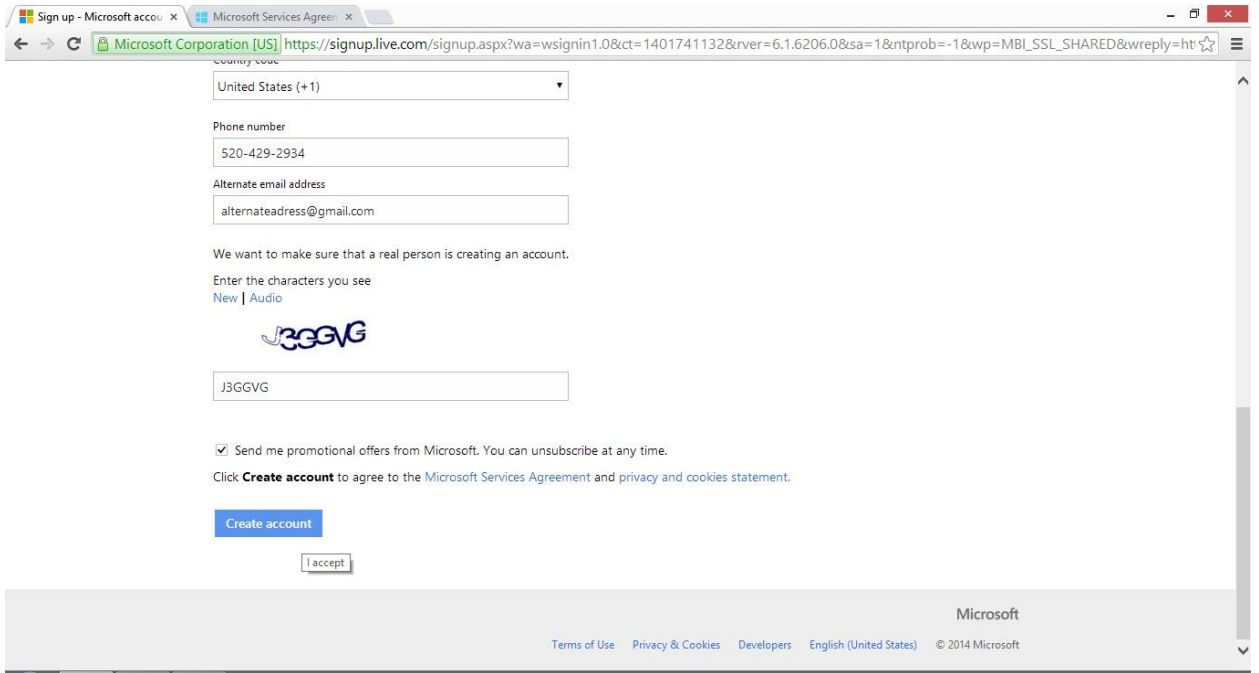 Sign up - Microsoft accou
Microsoft Services Agreem
Microsoft Corporation [US] https://signup.live.com/signup.aspx?wa=wsignin1.0&ct=1401741132&rver=6.1.6206.0&sa=1&ntprob=-1&wp=MBI_SSL_SHARED&wreply=ht
Country code
United States (+1)
Phone number
520-429-2934
Alternate email address
alternateadress@gmail.com
We want to make sure that a real person is creating an account.
Enter the characters you see
New | Audio
J3GGVG
J3GGVG
Send me promotional offers from Microsoft. You can unsubscribe at any time.
Click Create account to agree to the Microsoft Services Agreement and privacy and cookies statement.
Create account
I accept
Microsoft
Terms of Use Privacy & Cookies Developers English (United States) © 2014 Microsoft